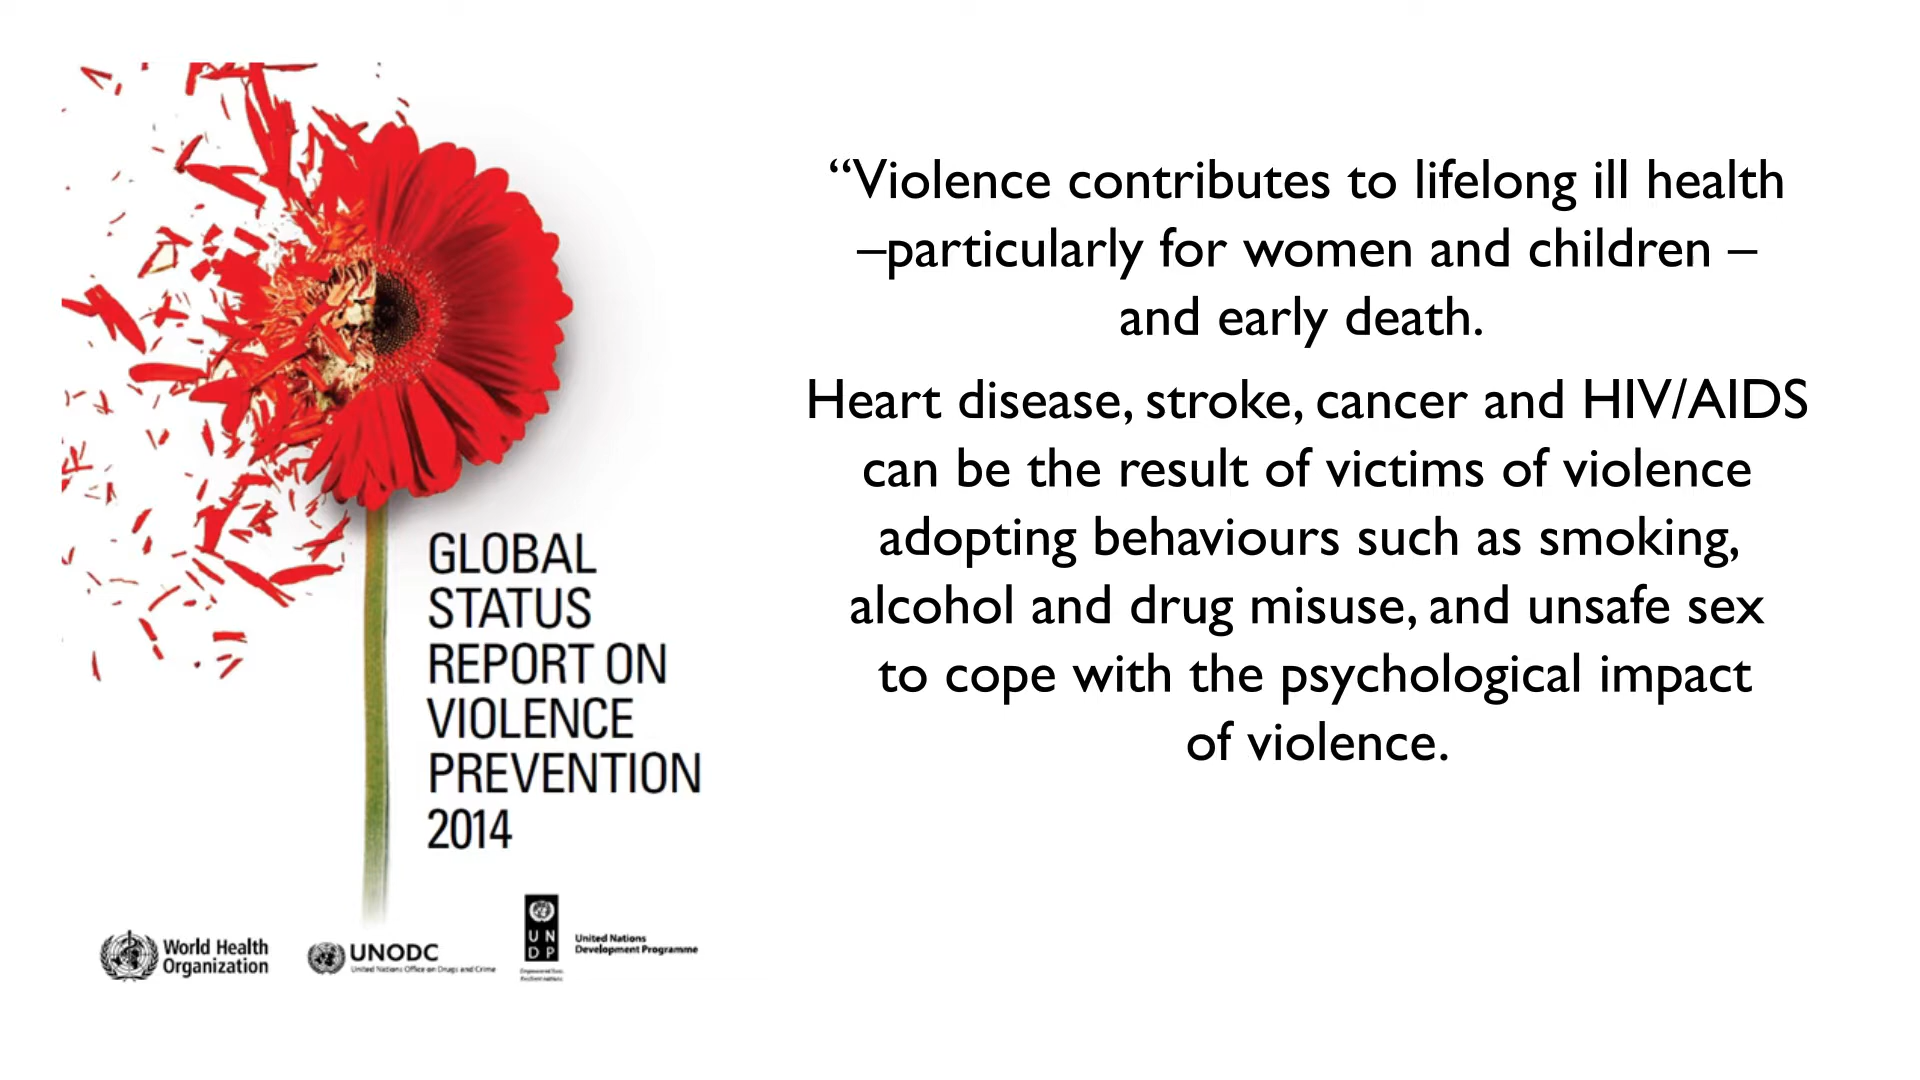 “Violence contributes to lifelong ill health
–particularly for women and children –
and early death.
Heart disease, stroke, cancer and HIV/AIDS
can be the result of victims of violence
adopting behaviours such as smoking,
alcohol and drug misuse, and unsafe sex
to cope with the psychological impact
of violence.
GLOBAL
STATUS
REPORT ON
VIOLENCE
PREVENTION
2014
World Health
Organization
UNODC
United Nations Office on Drugs and Crime
UN
DP
United Nations
Development Programme